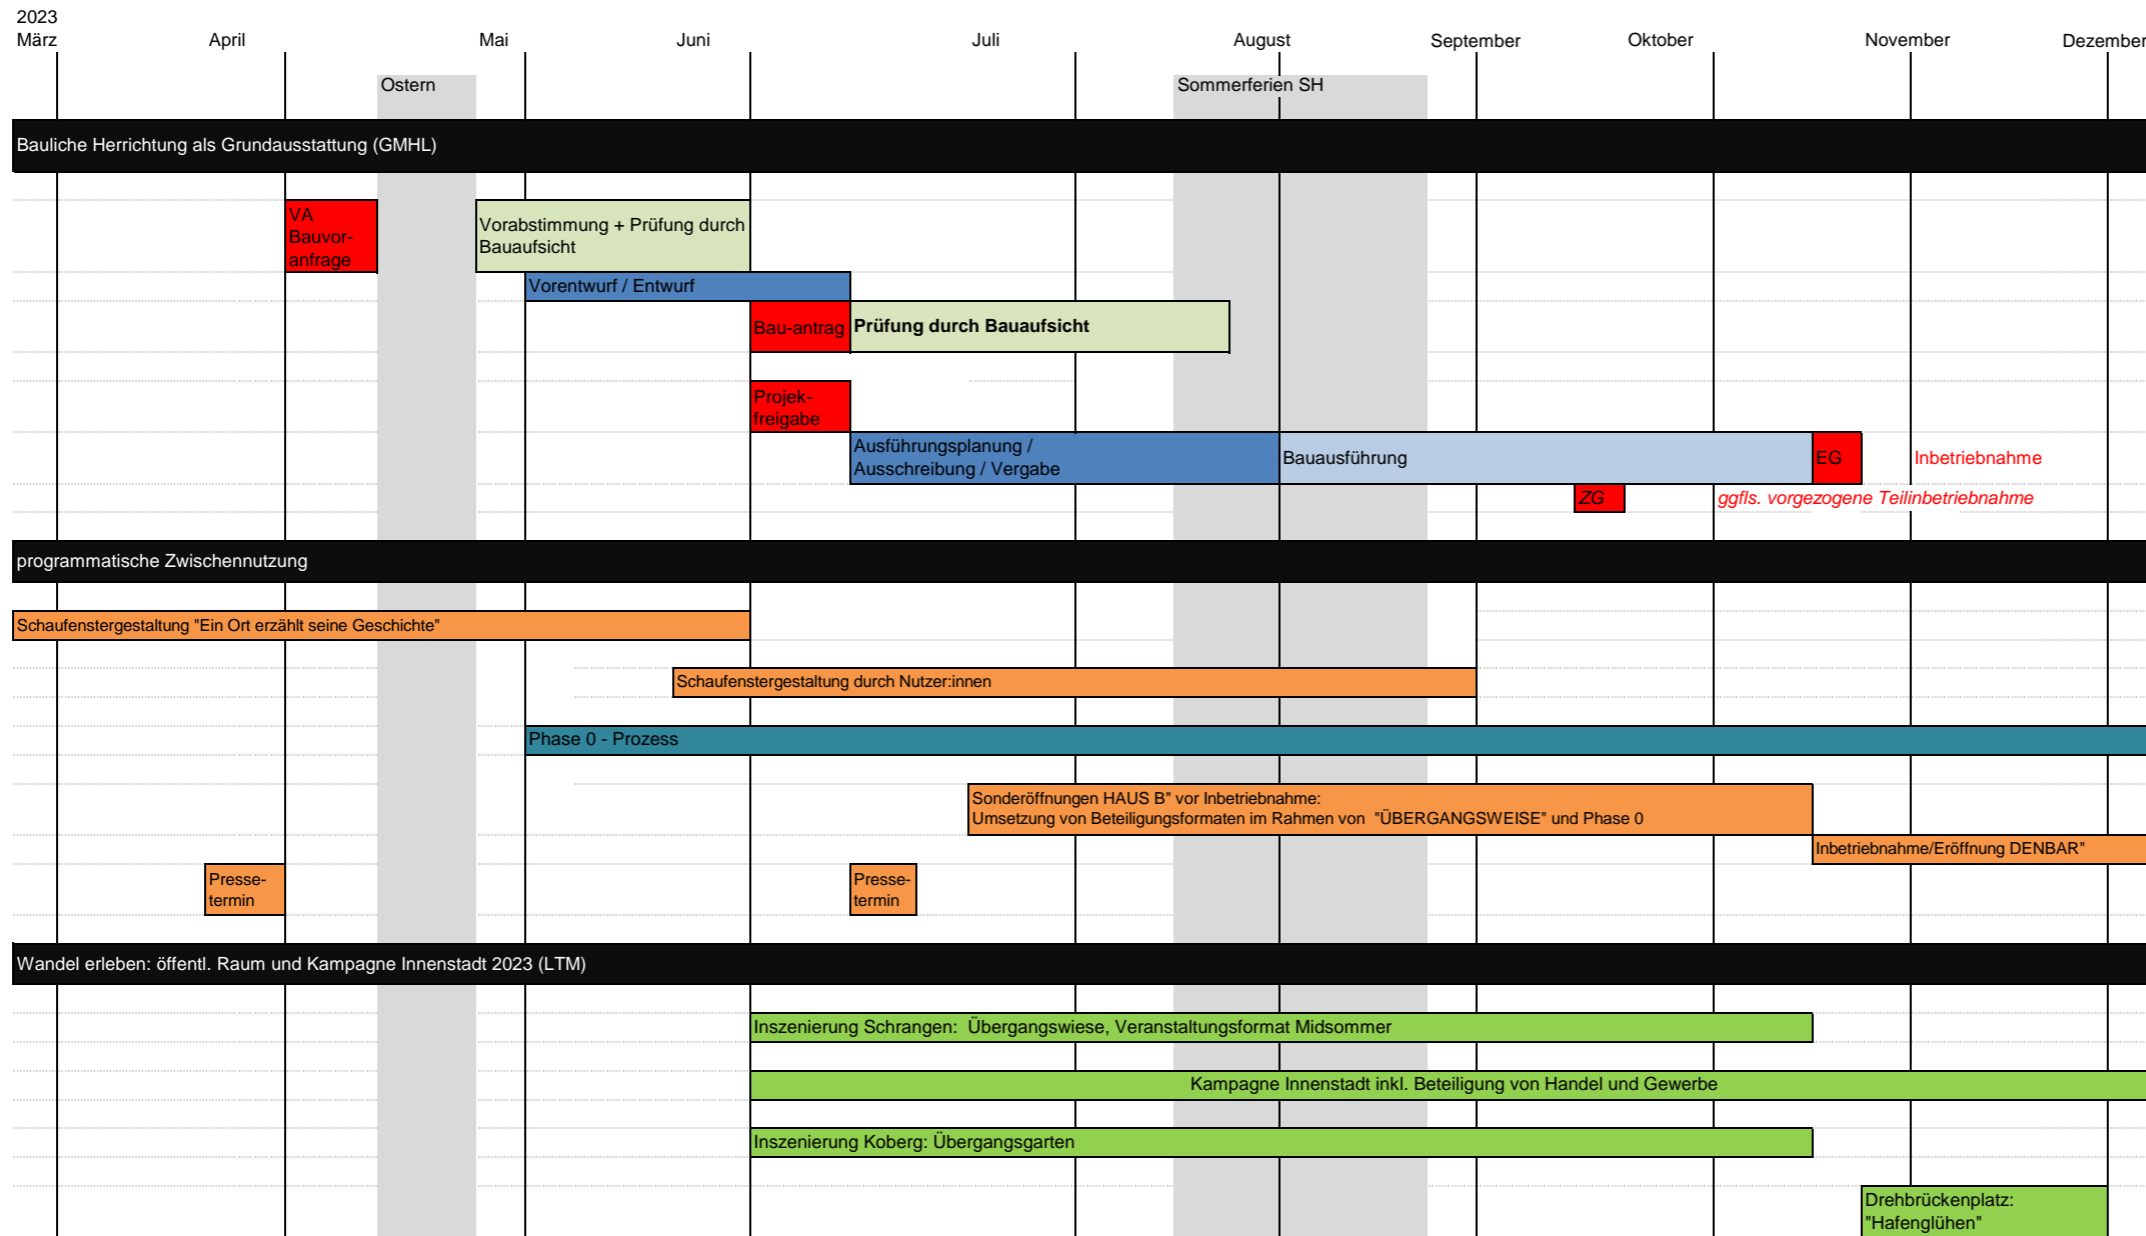 2023
März April Mai Juni Juli August September Oktober November Dezember
Ostern Sommerferien SH
Bauliche Herrichtung als Grundausstattung (GMHL)
VA
Bauvor-
anfrage
Vorabstimmung + Prüfung durch
Bauaufsicht
Vorentwurf / Entwurf
Bau-antrag Prüfung durch Bauaufsicht
Projek-
freigabe
Ausführungsplanung /
Ausschreibung / Vergabe
Bauausführung EG Inbetriebnahme
ZG ggfls. vorgezogene Teilinbetriebnahme
programmatische Zwischennutzung
Schaufenstergestaltung "Ein Ort erzählt seine Geschichte"
Schaufenstergestaltung durch Nutzer:innen
Phase 0 - Prozess
Sonderöffnungen HAUS B" vor Inbetriebnahme:
Umsetzung von Beteiligungsformaten im Rahmen von "ÜBERGANGSWEISE" und Phase 0
Inbetriebnahme/Eröffnung DENBAR"
Presse-
termin
Presse-
termin
Wandel erleben: öffentl. Raum und Kampagne Innenstadt 2023 (LTM)
Inszenierung Schrangen: Übergangswiese, Veranstaltungsformat Midsommer
Kampagne Innenstadt inkl. Beteiligung von Handel und Gewerbe
Inszenierung Koberg: Übergangsgarten
Drehbrückenplatz:
"Hafenglühen"